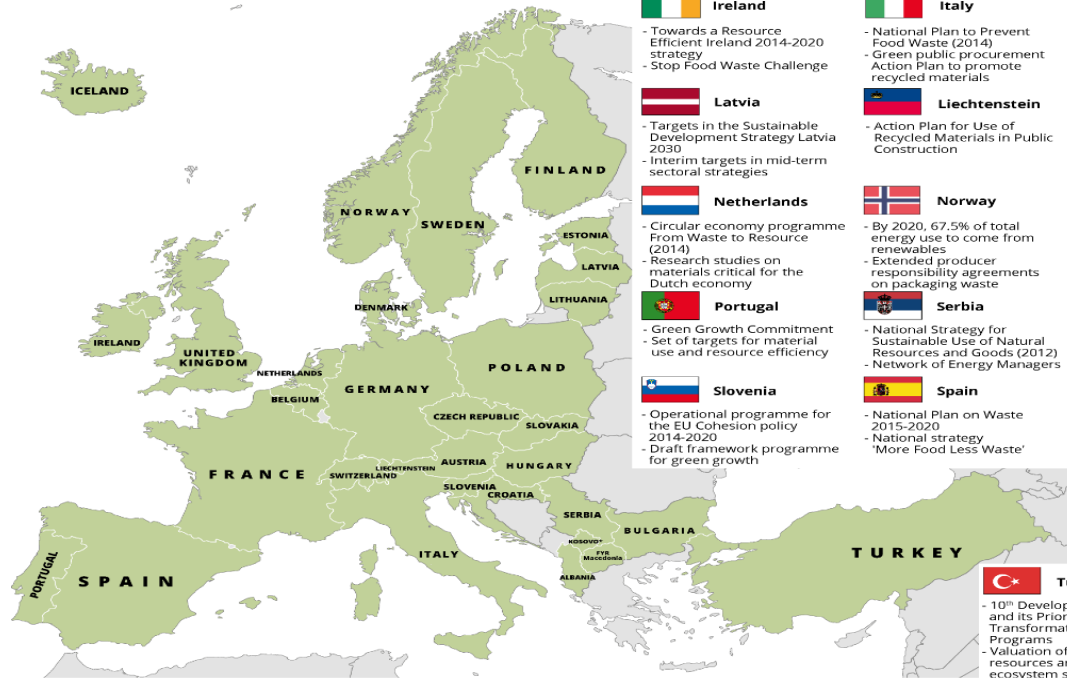 ICELAND
FINLAND
NORWAY
SWEDEN
ESTONIA
LATVIA
LITHUANIA
DENMARK
IRELAND
UNITED
KINGDOM
NETHERLANDS
BELGIUM
GERMANY
POLAND
CZECH REPUBLIC
SLOVAKIA
FRANCE
SWITZERLAND
LIECHTENSTEIN
AUSTRIA
HUNGARY
SLOVENIA
CROATIA
SERBIA
BULGARIA
KOSOVO*
FYR
Macedonia
ALBANIA
ITALY
PORTUGAL
SPAIN
TURKEY
Ireland
- Towards a Resource
Efficient Ireland 2014-2020
strategy
- Stop Food Waste Challenge
Italy
- National Plan to Prevent
Food Waste (2014)
- Green public procurement
Action Plan to promote
recycled materials
Latvia
- Targets in the Sustainable
Development Strategy Latvia
2030
- Interim targets in mid-term
sectoral strategies
Liechtenstein
- Action Plan for Use of
Recycled Materials in Public
Construction
Netherlands
- Circular economy programme
From Waste to Resource
(2014)
- Research studies on
materials critical for the
Dutch economy
Norway
- By 2020, 67.5% of total
energy use to come from
renewables
- Extended producer
responsibility agreements
on packaging waste
Portugal
- Green Growth Commitment
- Set of targets for material
use and resource efficiency
Serbia
- National Strategy for
Sustainable Use of Natural
Resources and Goods (2012)
- Network of Energy Managers
Slovenia
- Operational programme for
the EU Cohesion policy
2014-2020
- Draft framework programme
for green growth
Spain
- National Plan on Waste
2015-2020
- National strategy
'More Food Less Waste'
- 10th
and its
Programs
- Valuation of
resources
ecosystem